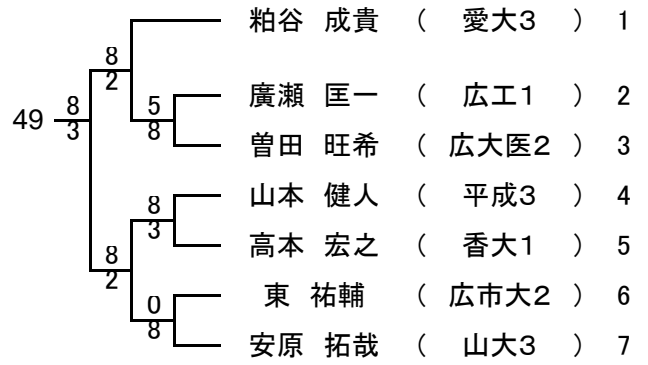 粕谷 成貴 ( 愛大3 ) 1
8
2
廣瀬 匡一 ( 広工1 ) 2
5
8
49
8
3
曽田 旺希 ( 広大医2 ) 3
山本 健人 ( 平成3 ) 4
8
3
高本 宏之 ( 香大1 ) 5
8
2
東 祐輔 ( 広市大2 ) 6
0
8
安原 拓哉 ( 山大3 ) 7